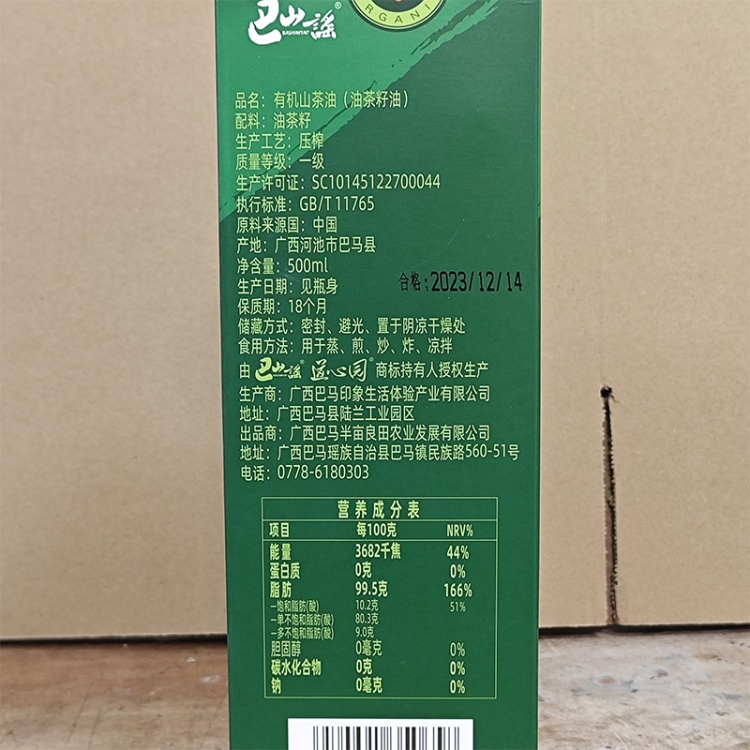 巴山謠®
BASHANYAO
RGANI
品名：有机山茶油（油茶籽油）
配料：油茶籽
生产工艺：压榨
质量等级：一级
生产许可证：SC10145122700044
执行标准：GB/T 11765
原料来源国：中国
产地：广西河池市巴马县
净含量：500ml
生产日期：见瓶身 合格:2023/12/14
保质期：18个月
储藏方式：密封、避光、置于阴凉干燥处
食用方法：用于蒸、煎、炒、炸、凉拌
由 巴山謠® 道心园® 商标持有人授权生产
生产商：广西巴马印象生活体验产业有限公司
地址：广西巴马县陆兰工业园区
出品商：广西巴马半亩良田农业发展有限公司
地址：广西巴马瑶族自治县巴马镇民族路560-51号
电话：0778-6180303
营养成分表
项目 每100克 NRV%
能量 3682千焦 44%
蛋白质 0克 0%
脂肪 99.5克 166%
—饱和脂肪(酸) 10.2克 51%
—单不饱和脂肪(酸) 80.3克
—多不饱和脂肪(酸) 9.0克
胆固醇 0毫克 0%
碳水化合物 0克 0%
钠 0毫克 0%